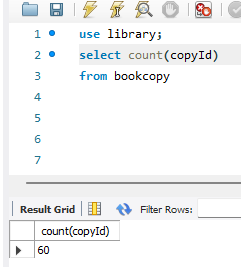 1 use library;
2 select count(copyId)
3 from bookcopy
4
5
6
7
Result Grid Filter Rows:
count(copyId)
60